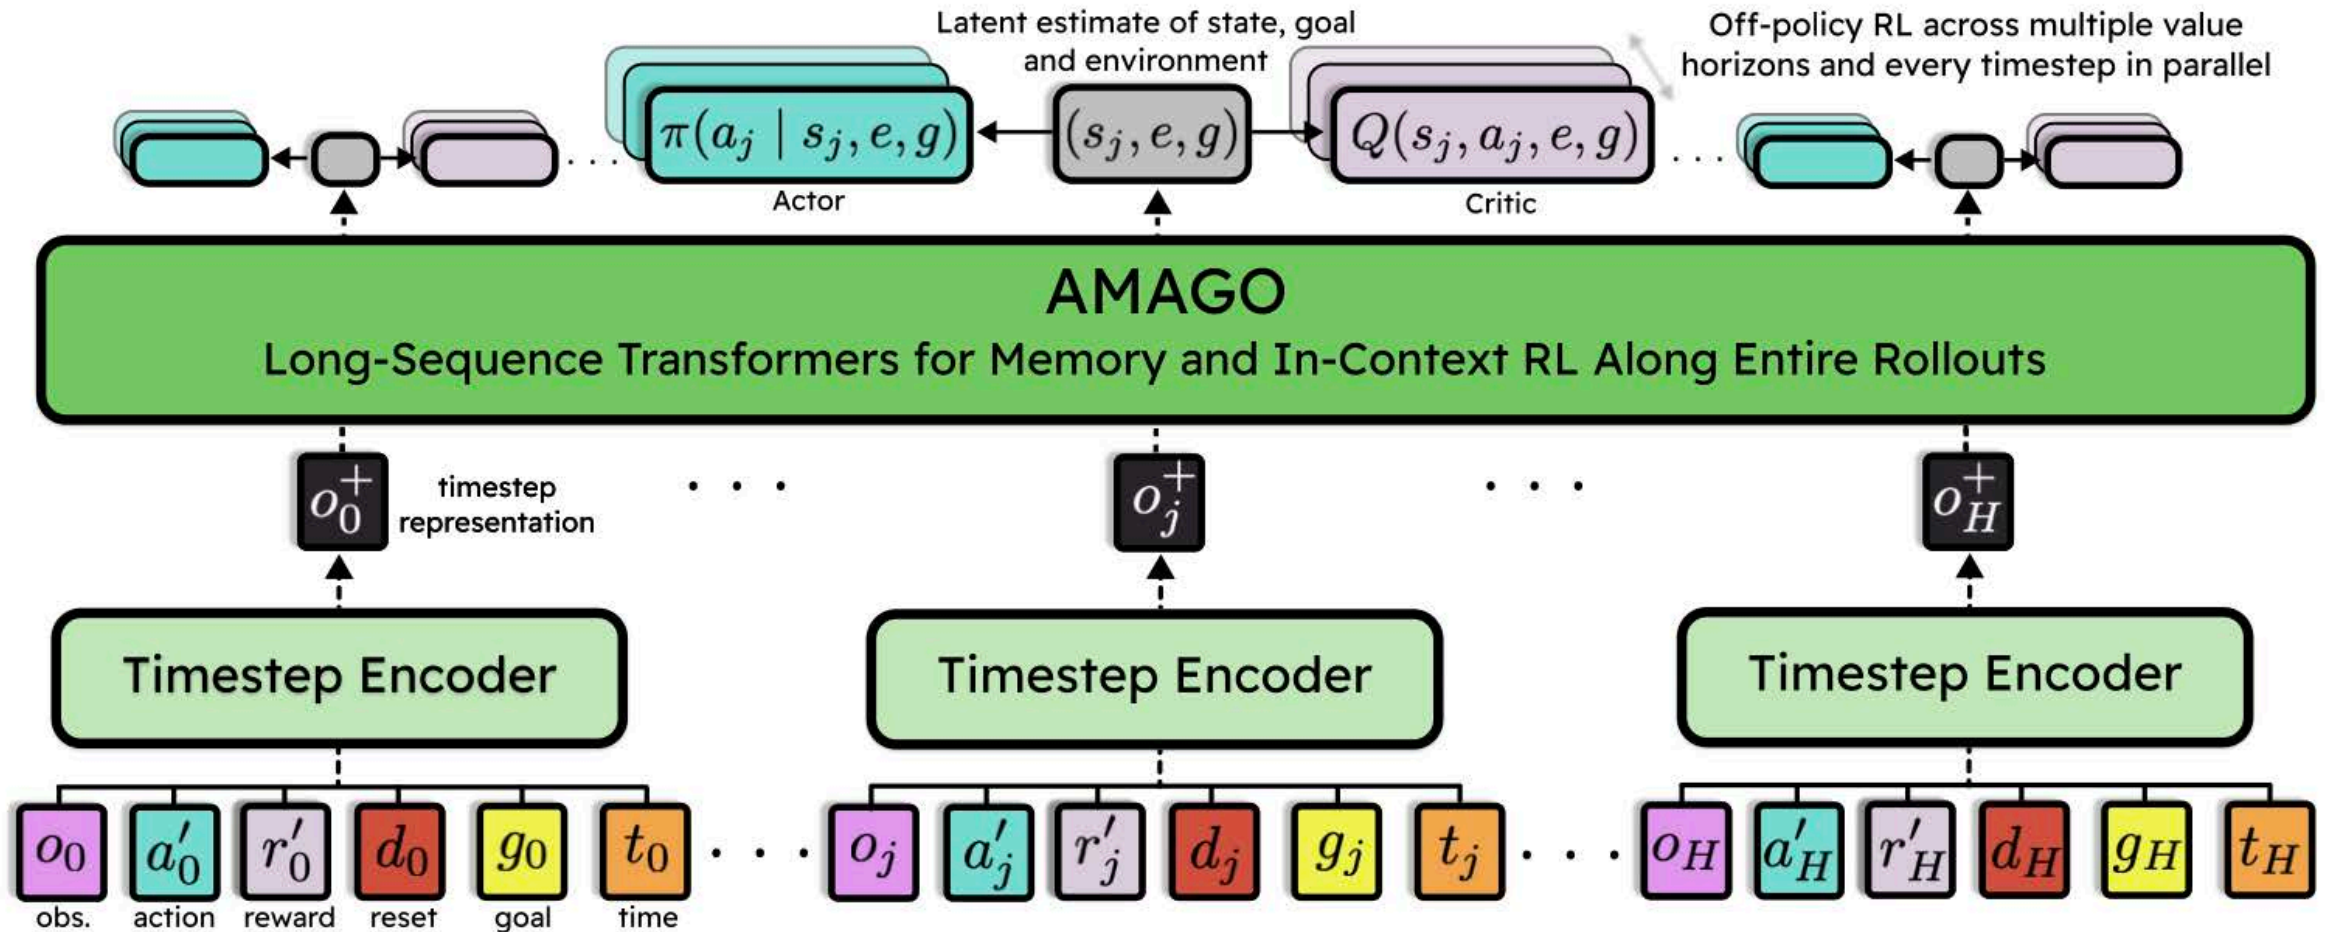 Latent estimate of state, goal
and environment
Off-policy RL across multiple value
horizons and every timestep in parallel
π(a_j | s_j, e, g)
(s_j, e, g)
Q(s_j, a_j, e, g)
. . .
. . .
Actor
Critic
AMAGO
Long-Sequence Transformers for Memory and In-Context RL Along Entire Rollouts
o_0^+
timestep
representation
. . .
o_j^+
. . .
o_H^+
Timestep Encoder
Timestep Encoder
Timestep Encoder
o_0 a'_0 r'_0 d_0 g_0 t_0 . . . o_j a'_j r'_j d_j g_j t_j . . . o_H a'_H r'_H d_H g_H t_H
obs. action reward reset goal time